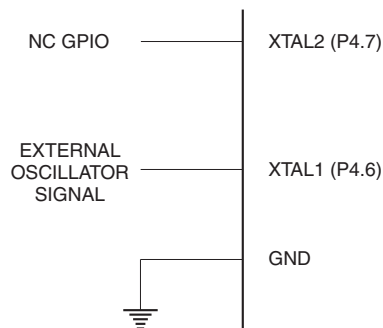 NC GPIO
XTAL2 (P4.7)
EXTERNAL
OSCILLATOR
SIGNAL
XTAL1 (P4.6)
GND